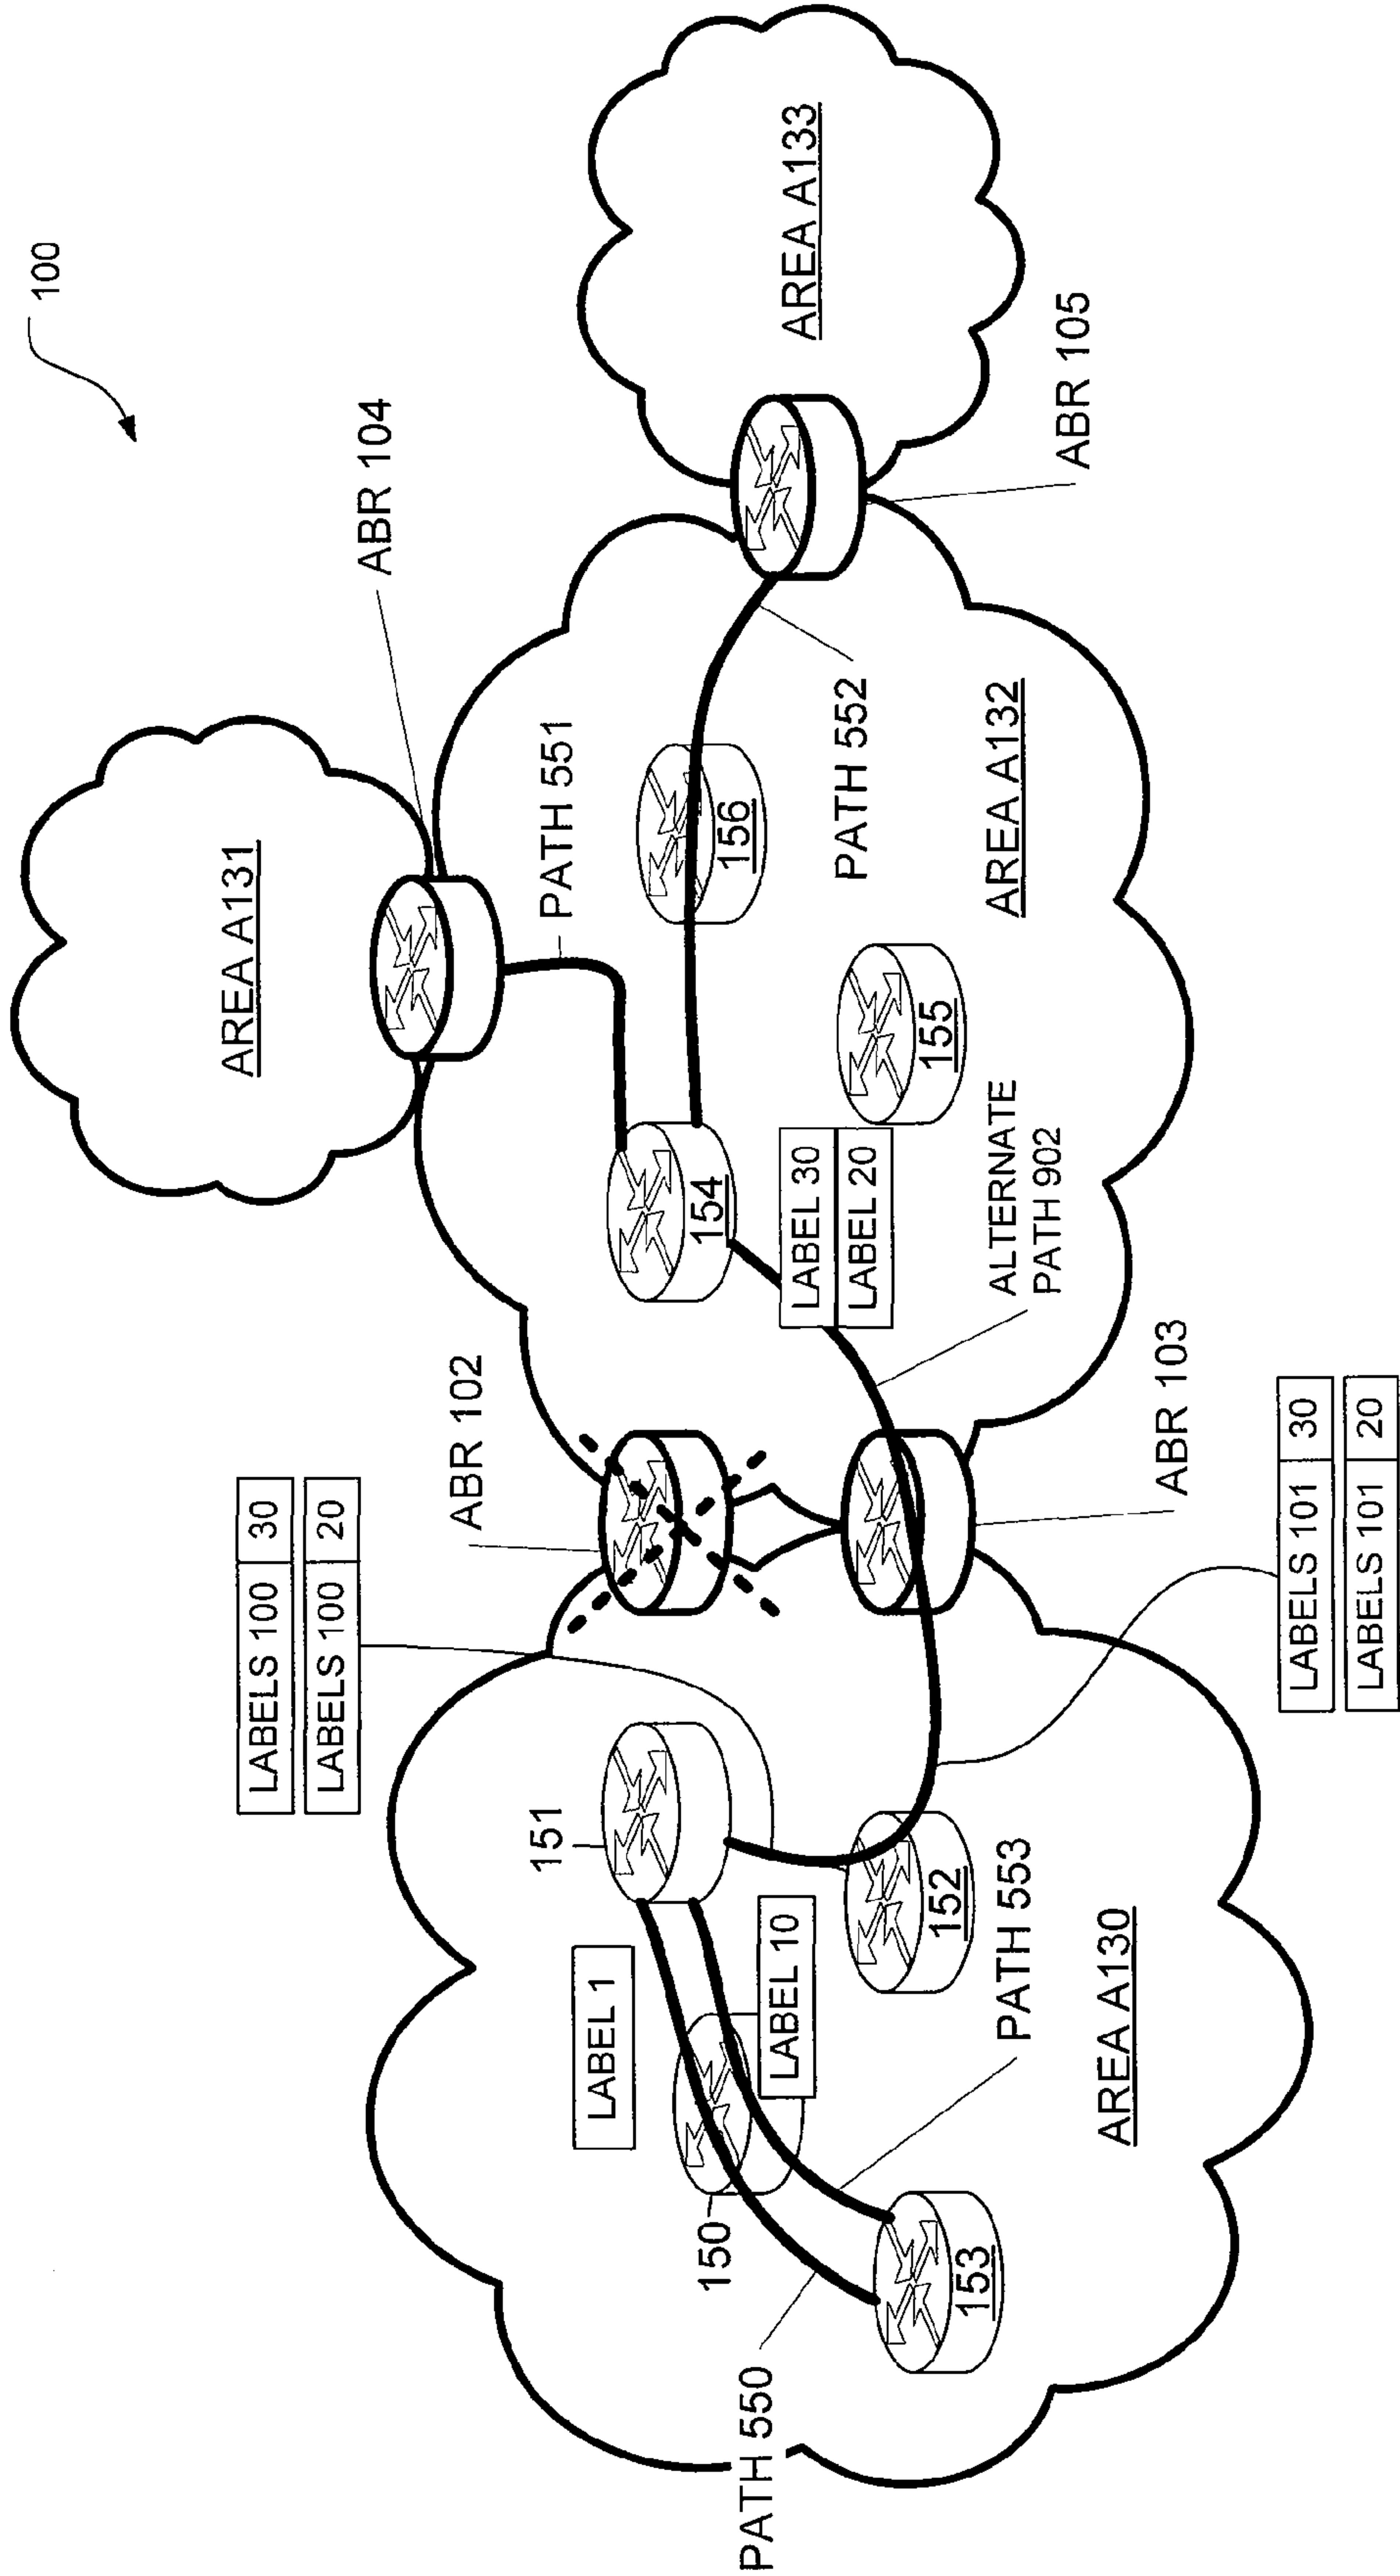 100
AREA A131
ABR 104
AREA A133
ABR 105
PATH 551
156
PATH 552
AREA A132
155
154
LABEL 30
LABEL 20
ALTERNATE
PATH 902
ABR 102
ABR 103
LABELS 100 30
LABELS 100 20
LABELS 101 30
LABELS 101 20
151
152
LABEL 1
LABEL 10
150
PATH 553
153
PATH 550
AREA A130